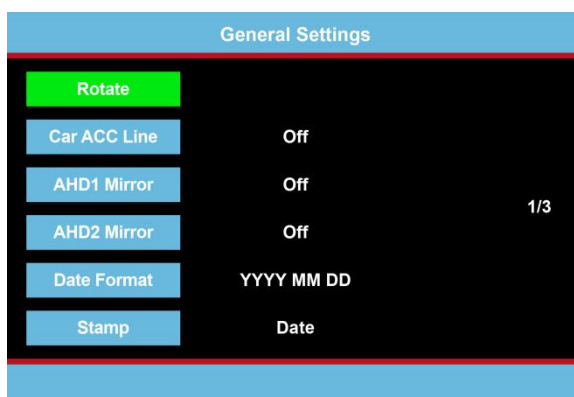 General Settings
Rotate
Car ACC Line Off
AHD1 Mirror Off
1/3
AHD2 Mirror Off
Date Format YYYY MM DD
Stamp Date